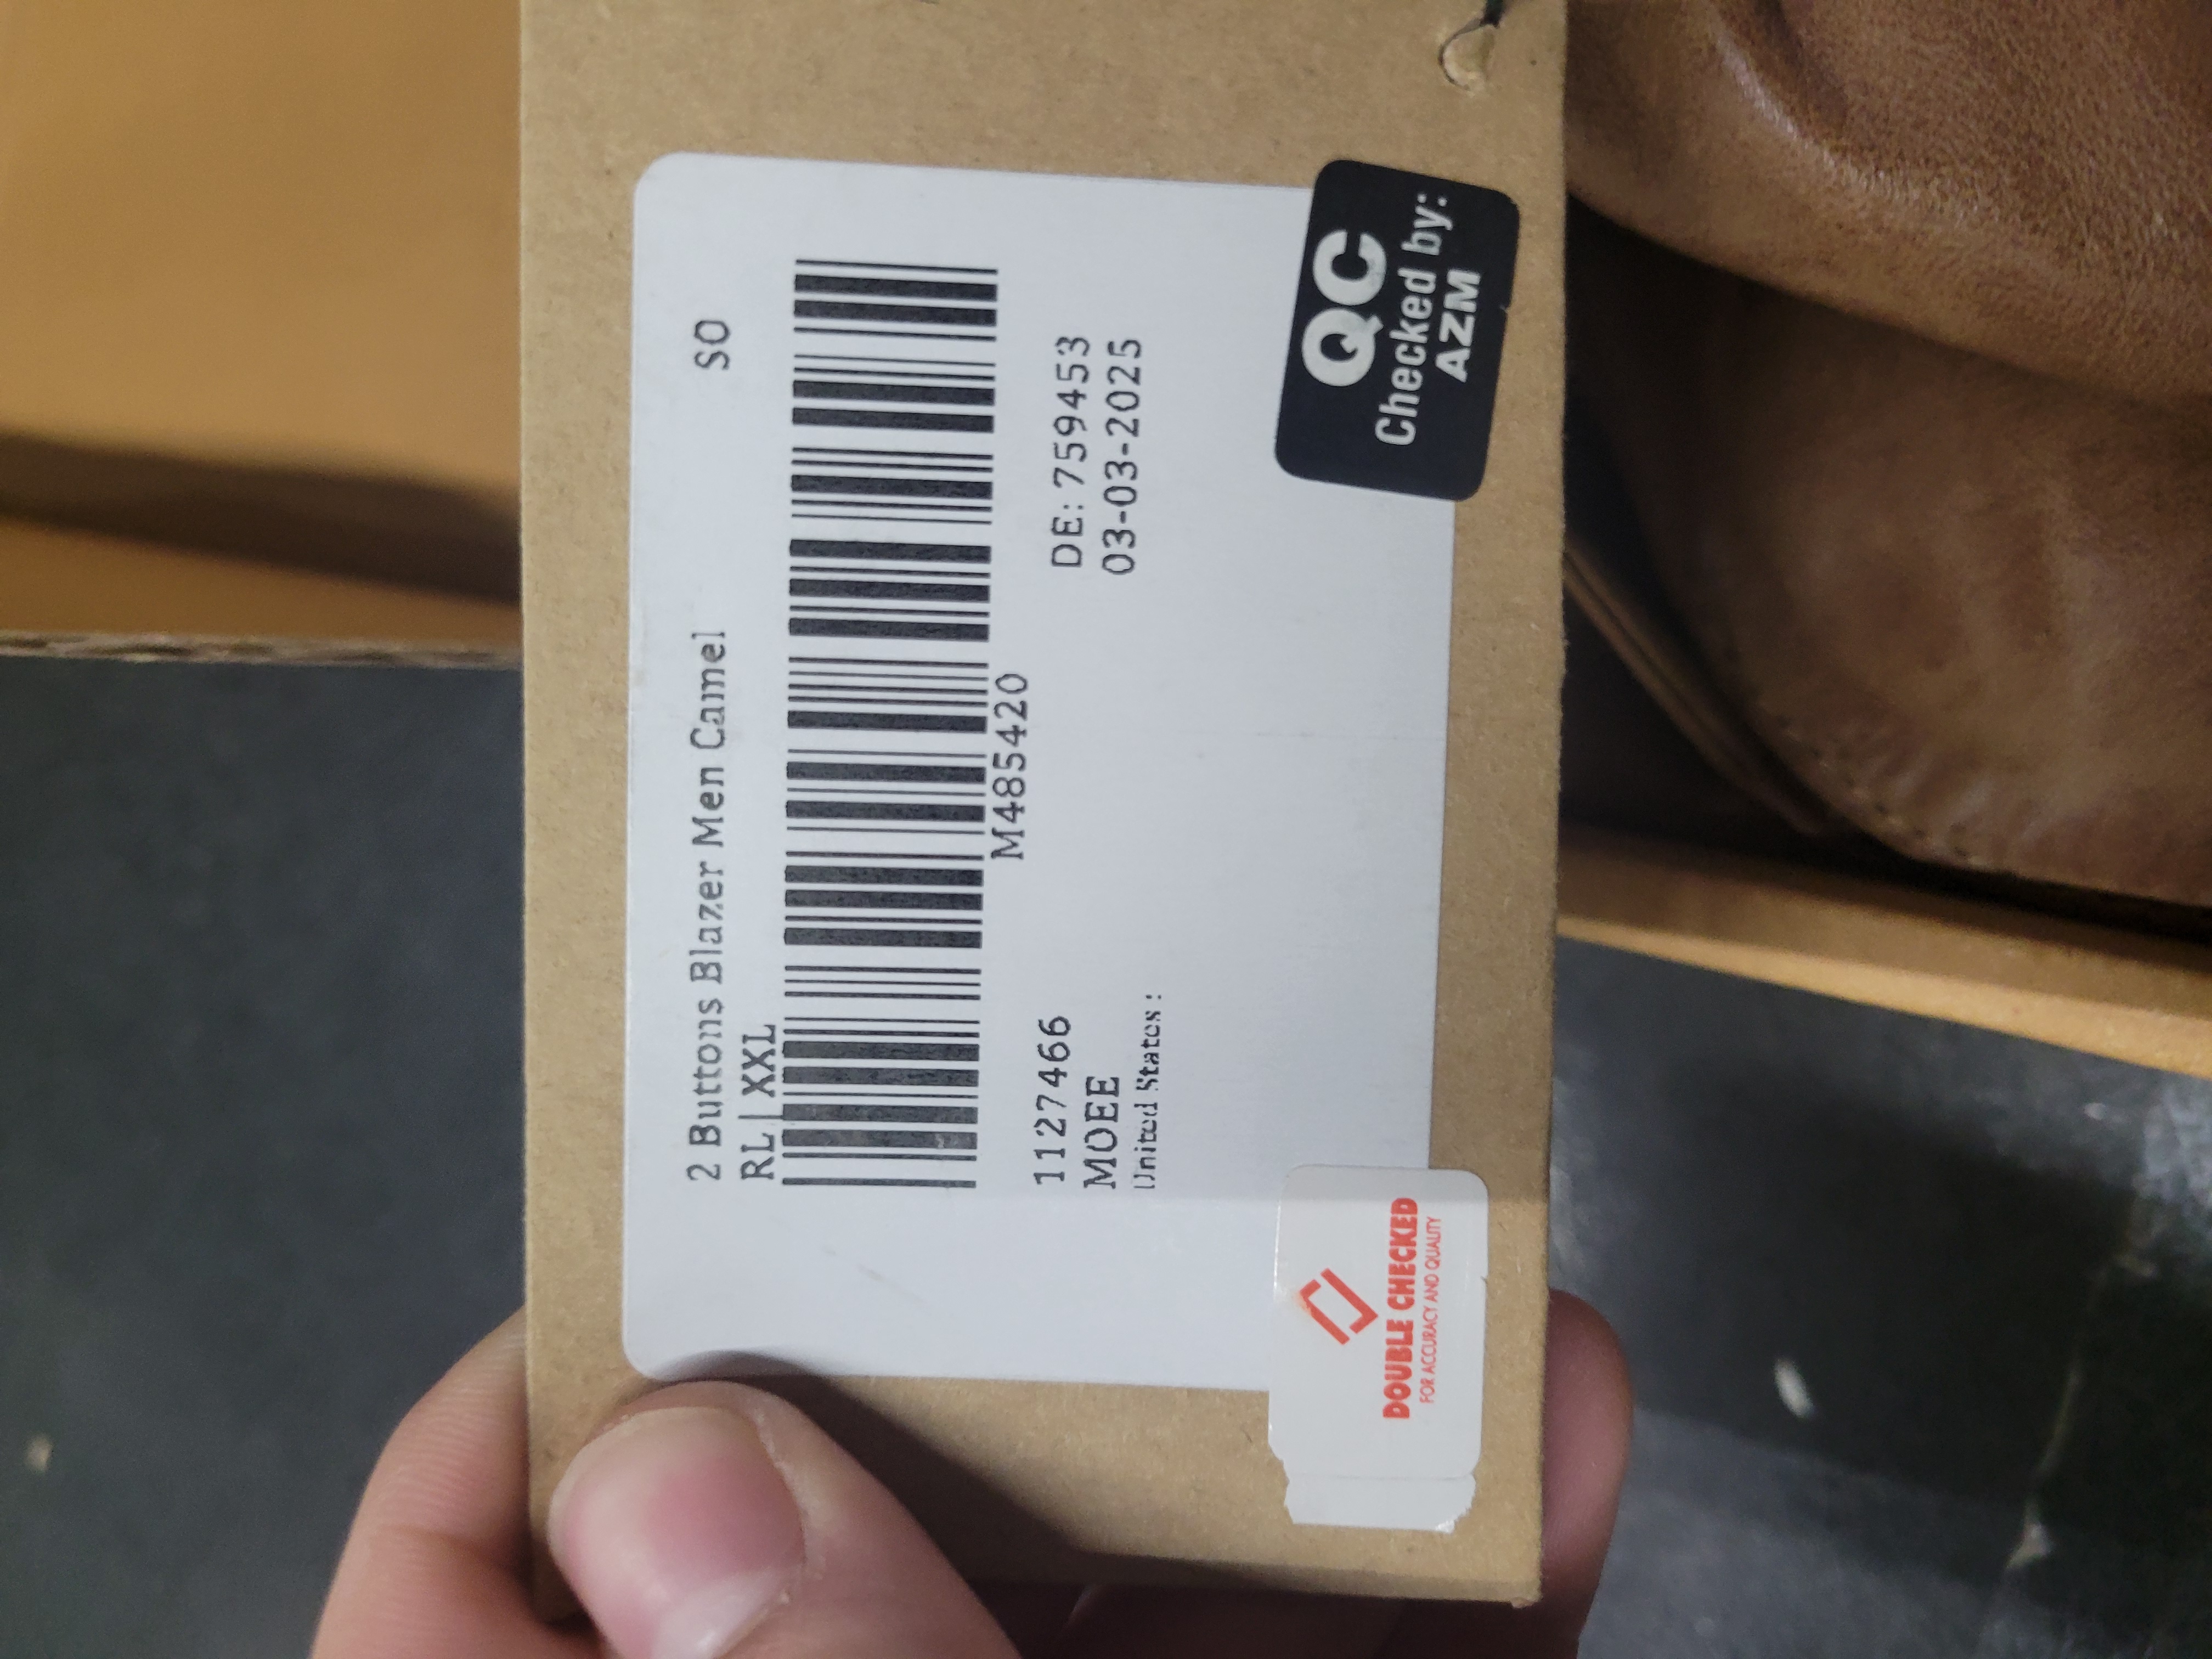 2 Buttons Blazer Men Camel SO
RL | XXL
M485420
1127466 DE: 759453
MOEE 03-03-2025
United States :
DOUBLE CHECKED
FOR ACCURACY AND QUALITY
QC
Checked by:
AZM